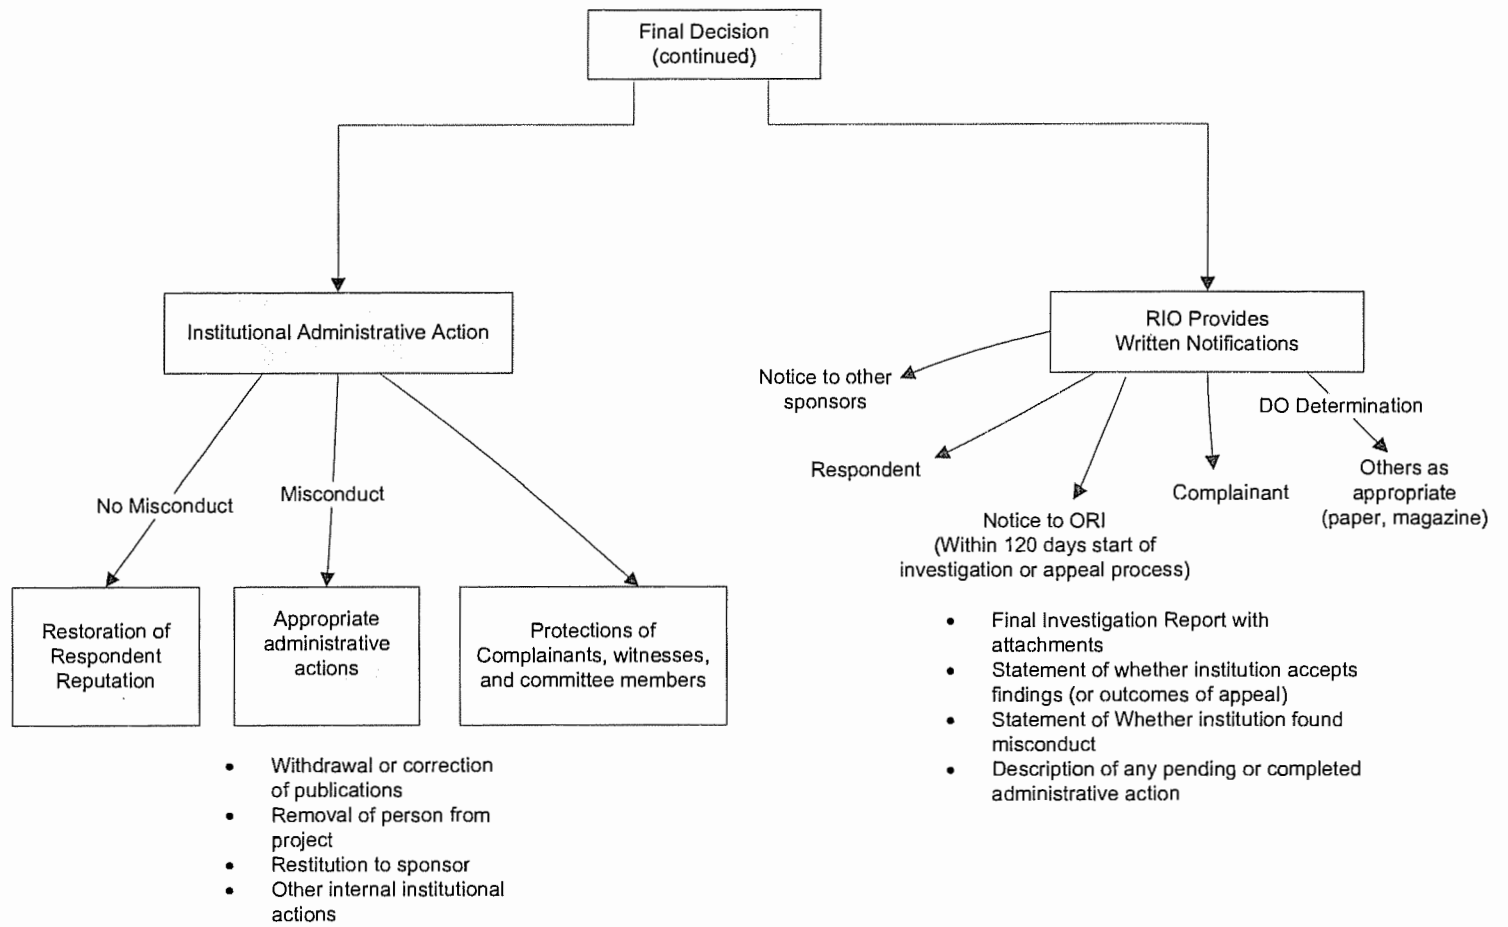 Final Decision
(continued)
Institutional Administrative Action
RIO Provides
Written Notifications
Notice to other
sponsors
DO Determination
Respondent
Others as
appropriate
(paper, magazine)
Complainant
Notice to ORI
(Within 120 days start of
investigation or appeal process)
No Misconduct
Misconduct
Restoration of
Respondent
Reputation
Appropriate
administrative
actions
Protections of
Complainants, witnesses,
and committee members
• Withdrawal or correction
of publications
• Removal of person from
project
• Restitution to sponsor
• Other internal institutional
actions
• Final Investigation Report with
attachments
• Statement of whether institution accepts
findings (or outcomes of appeal)
• Statement of Whether institution found
misconduct
• Description of any pending or completed
administrative action